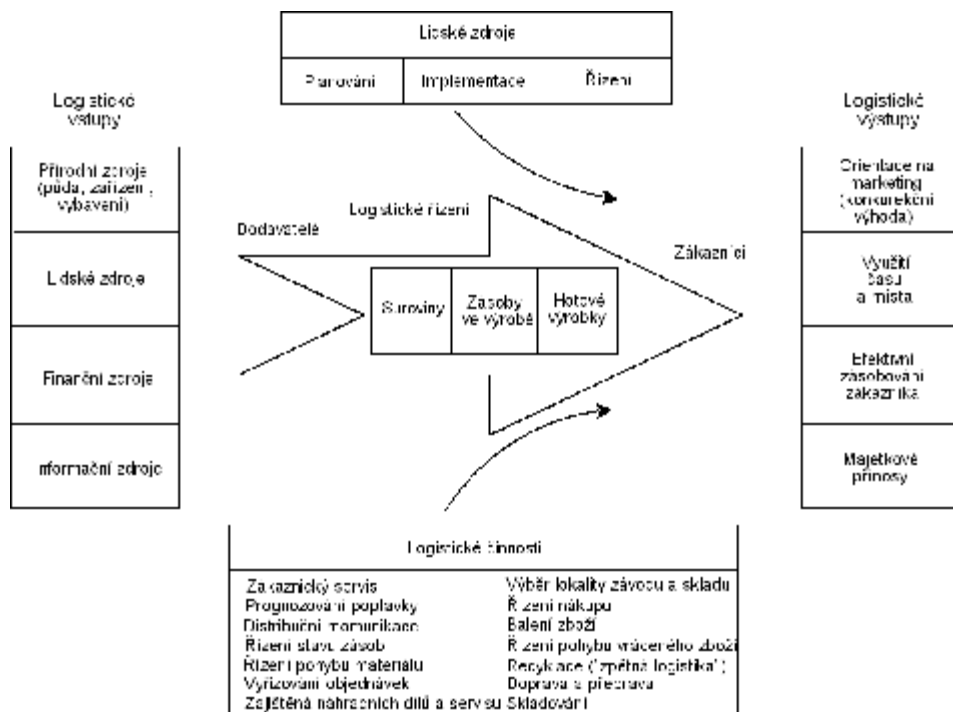 Lidské zdroje
Plánování
Implementace
Řízení
Logistické
vstupy
Přírodní zdroje
(půda, zařízení,
vybavení)
Lidské zdroje
Finanční zdroje
nformační zdroje
Dodavatelé
Logistické řízení
Suroviny
Zásoby
ve výrobě
Hotové
výrobky
Zákazníci
Logistické
výstupy
Orientace na
marketing
(konkurekční
výhoda)
Využití
času
a místa
Efektivní
zásobování
zákazníka
Majetkové
přínosy
Logistické činnosti
Zákaznický servis
Prognózování poptávky
Distribuční
Řízení stavu zásob
Řízení pohybu materiálu
Vyřizování objednávek
Zajištěná náhradních dílů a servisu
Výběr lokality závodu a skladu
Řízení nákupu
Balení zboží
Řízení pohybu vráceného zboží
Recyklace ("zpětná logistika")
Doprava a přeprava
Skladování